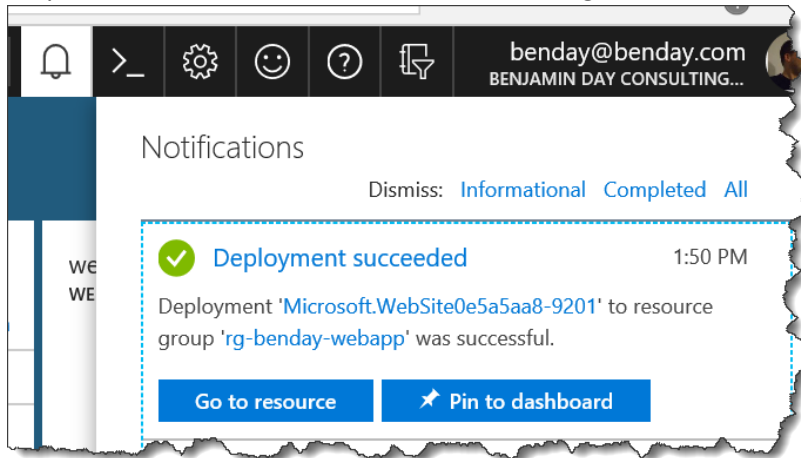 benday@benday.com
BENJAMIN DAY CONSULTING...
Notifications
Dismiss: Informational Completed All
Deployment succeeded 1:50 PM
Deployment 'Microsoft.WebSite0e5a5aa8-9201' to resource
group 'rg-benday-webapp' was successful.
Go to resource Pin to dashboard